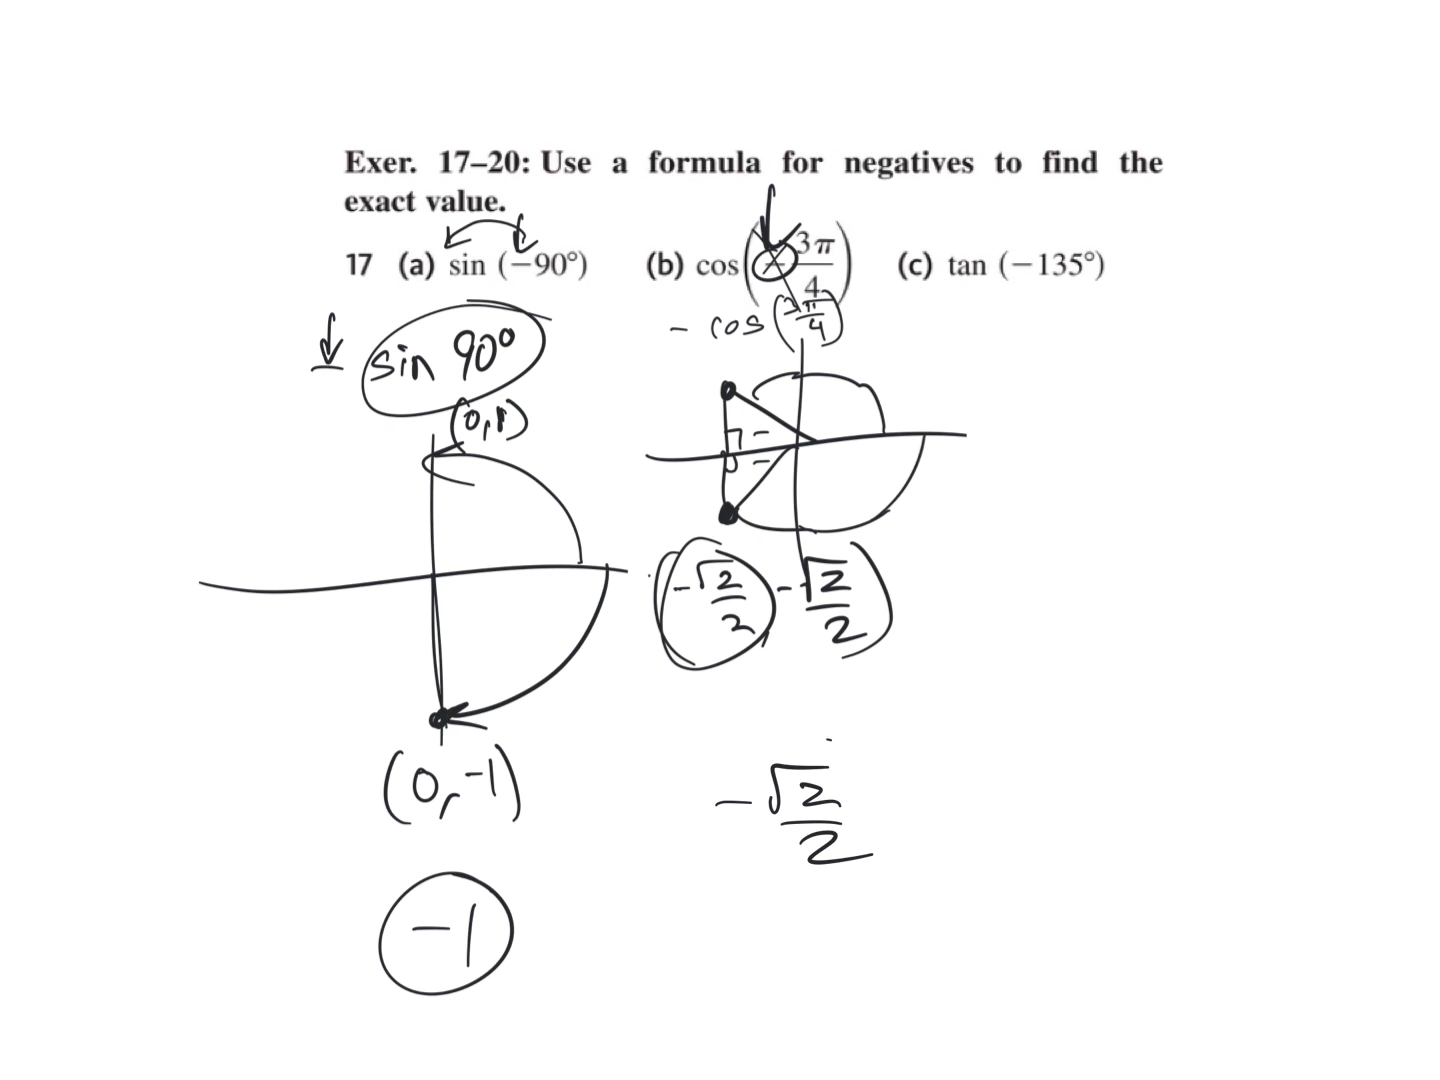 Exer. 17–20: Use a formula for negatives to find the
exact value.
17 (a) sin (−90°) (b) cos(−3π/4) (c) tan (−135°)
− sin 90°
− cos (3π/4)
(0,1)
−√2/2 −√2/2
(0,−1)
−√2/2
−1